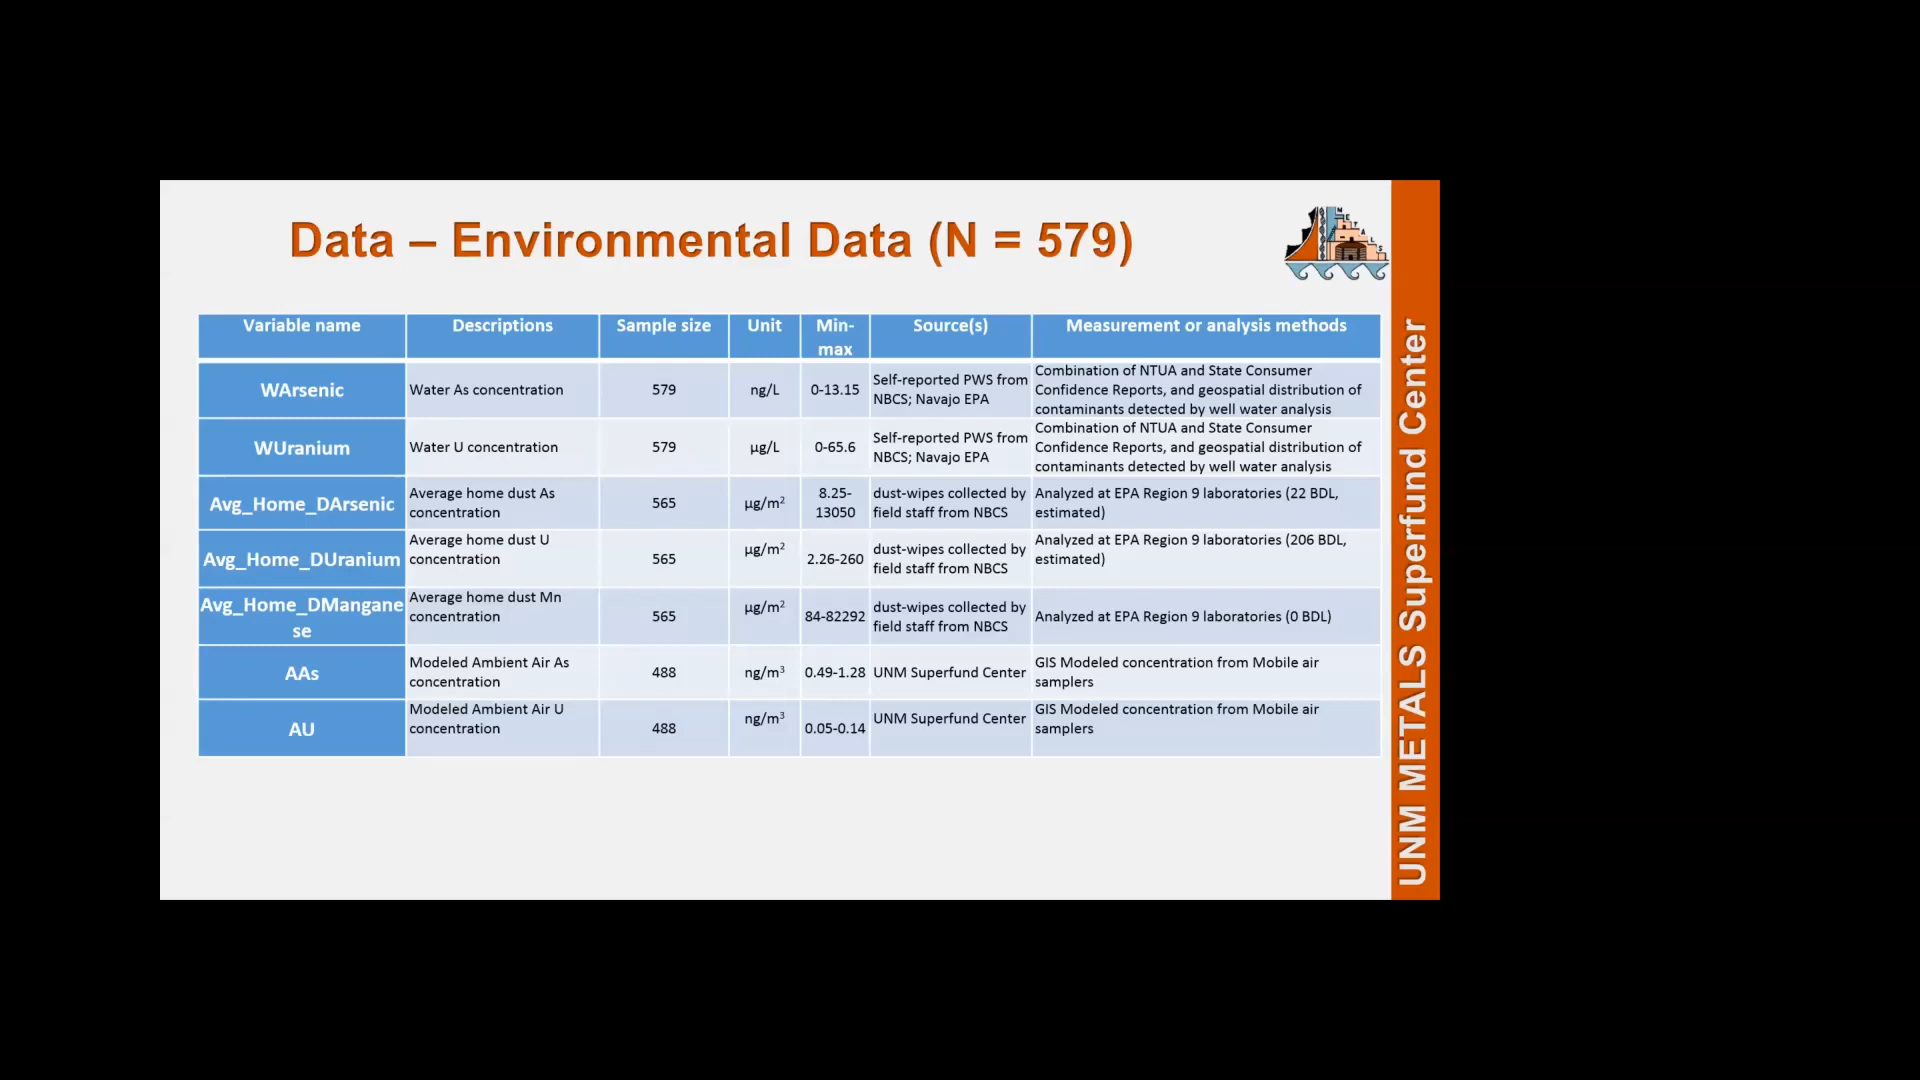 Data – Environmental Data (N = 579)
METALS
Variable name
Descriptions
Sample size
Unit
Min-
max
Source(s)
Measurement or analysis methods
WArsenic
Water As concentration
579
ng/L
0-13.15
Self-reported PWS from
NBCS; Navajo EPA
Combination of NTUA and State Consumer
Confidence Reports, and geospatial distribution of
contaminants detected by well water analysis
WUranium
Water U concentration
579
µg/L
0-65.6
Self-reported PWS from
NBCS; Navajo EPA
Combination of NTUA and State Consumer
Confidence Reports, and geospatial distribution of
contaminants detected by well water analysis
Avg_Home_DArsenic
Average home dust As
concentration
565
µg/m²
8.25-
13050
dust-wipes collected by
field staff from NBCS
Analyzed at EPA Region 9 laboratories (22 BDL,
estimated)
Avg_Home_DUranium
Average home dust U
concentration
565
µg/m²
2.26-260
dust-wipes collected by
field staff from NBCS
Analyzed at EPA Region 9 laboratories (206 BDL,
estimated)
Avg_Home_DMangane
se
Average home dust Mn
concentration
565
µg/m²
84-82292
dust-wipes collected by
field staff from NBCS
Analyzed at EPA Region 9 laboratories (0 BDL)
AAs
Modeled Ambient Air As
concentration
488
ng/m³
0.49-1.28
UNM Superfund Center
GIS Modeled concentration from Mobile air
samplers
AU
Modeled Ambient Air U
concentration
488
ng/m³
0.05-0.14
UNM Superfund Center
GIS Modeled concentration from Mobile air
samplers
UNM METALS Superfund Center